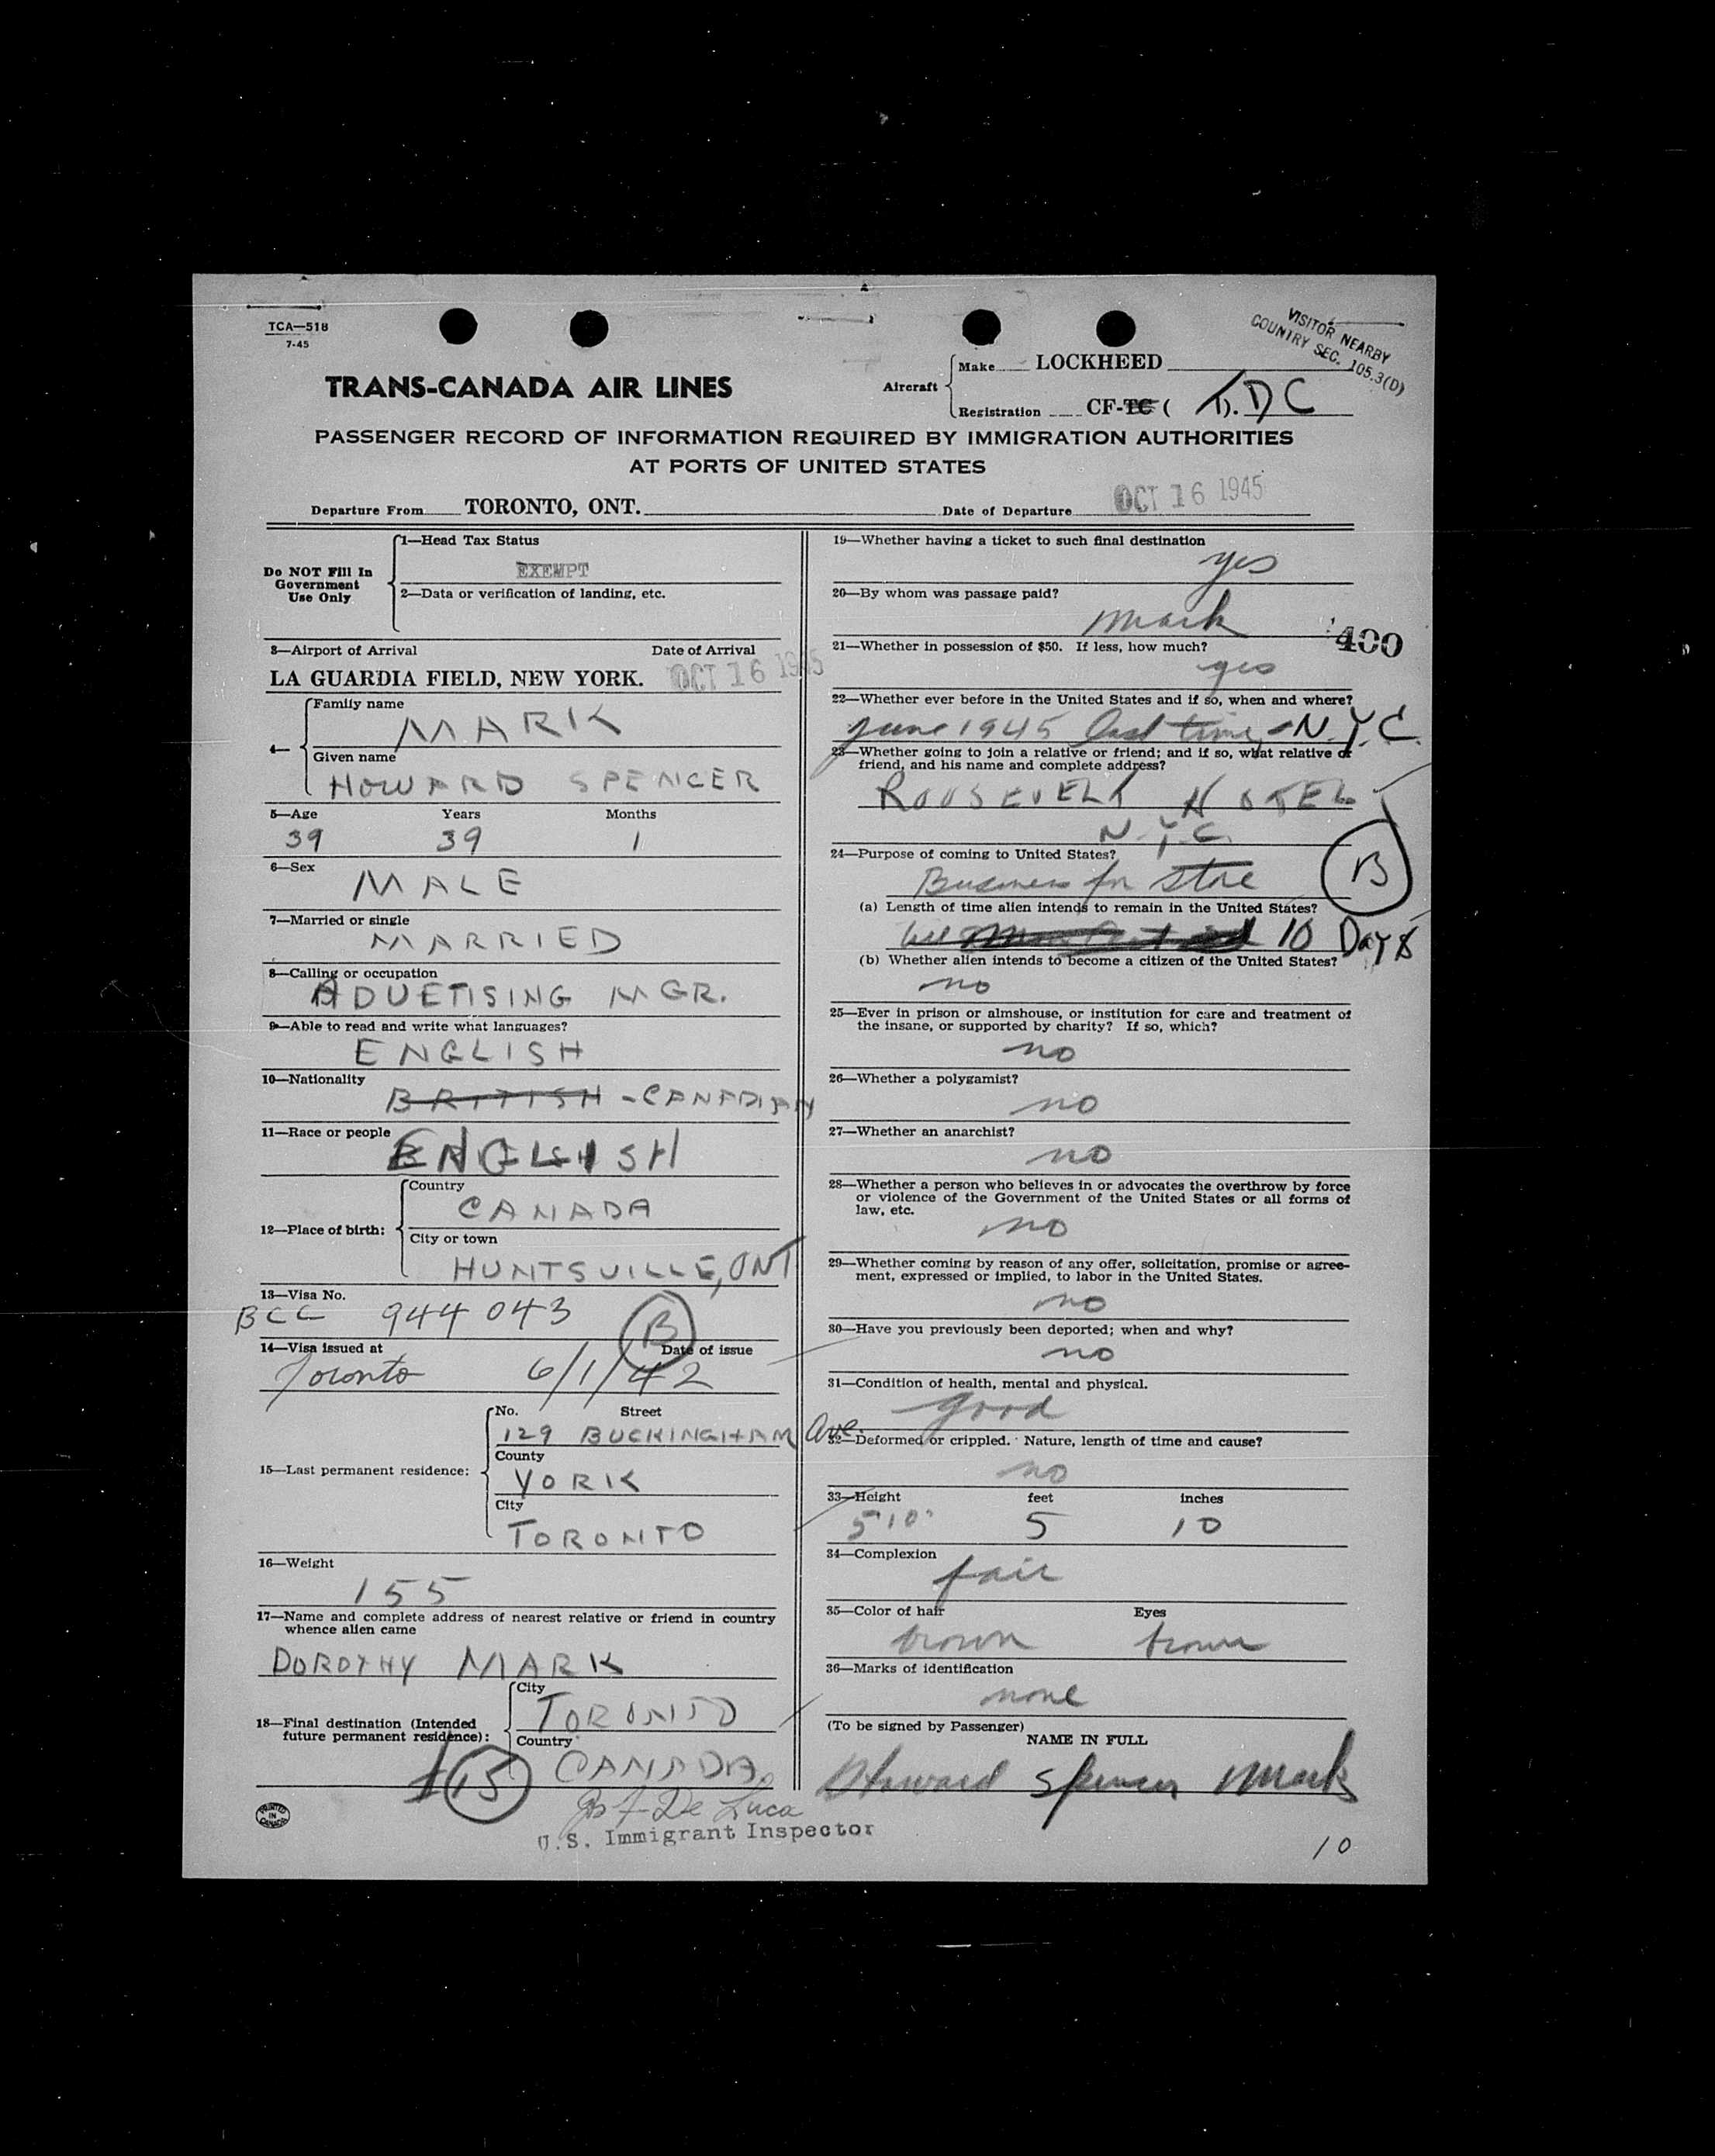 TCA—518
7-45
VISITOR NEARBY
COUNTRY SEC. 105.3(D)
TRANS-CANADA AIR LINES
Aircraft
Make LOCKHEED
Registration CF-TC ( T). DC
PASSENGER RECORD OF INFORMATION REQUIRED BY IMMIGRATION AUTHORITIES
AT PORTS OF UNITED STATES
Departure From TORONTO, ONT. Date of Departure OCT 16 1945
Do NOT Fill In
Government
Use Only
1—Head Tax Status
EXEMPT
2—Data or verification of landing, etc.
3—Airport of Arrival Date of Arrival
LA GUARDIA FIELD, NEW YORK. OCT 16 1945
4—
Family name
MARK
Given name
HOWARD SPENCER
5—Age Years Months
39 39 1
6—Sex
MALE
7—Married or single
MARRIED
8—Calling or occupation
ADVETISING MGR.
9—Able to read and write what languages?
ENGLISH
10—Nationality
BRITISH - CANADIAN
11—Race or people
ENGLISH
12—Place of birth:
Country
CANADA
City or town
HUNTSVILLE, ONT
13—Visa No.
BCC 944043
B
14—Visa issued at Date of issue
Toronto 6/1/42
15—Last permanent residence:
No. Street
129 BUCKINGHAM Ave.
County
YORK
City
TORONTO
16—Weight
155
17—Name and complete address of nearest relative or friend in country
whence alien came
DOROTHY MARK
18—Final destination (Intended
future permanent residence):
City
TORONTO
Country
CANADA
19—Whether having a ticket to such final destination
yes
20—By whom was passage paid?
Mark
400
21—Whether in possession of $50. If less, how much?
yes
22—Whether ever before in the United States and if so, when and where?
June 1945 last time - N.Y.C.
23—Whether going to join a relative or friend; and if so, what relative or
friend, and his name and complete address?
ROOSEVELT HOTEL
N.Y.C.
24—Purpose of coming to United States?
Business for store
B
(a) Length of time alien intends to remain in the United States?
10 Days
(b) Whether alien intends to become a citizen of the United States?
no
25—Ever in prison or almshouse, or institution for care and treatment of
the insane, or supported by charity? If so, which?
no
26—Whether a polygamist?
no
27—Whether an anarchist?
no
28—Whether a person who believes in or advocates the overthrow by force
or violence of the Government of the United States or all forms of
law, etc.
no
29—Whether coming by reason of any offer, solicitation, promise or agree-
ment, expressed or implied, to labor in the United States.
no
30—Have you previously been deported; when and why?
no
31—Condition of health, mental and physical.
good
32—Deformed or crippled. Nature, length of time and cause?
no
33—Height feet inches
5'10" 5 10
34—Complexion
fair
35—Color of hair Eyes
brown brown
36—Marks of identification
none
(To be signed by Passenger)
NAME IN FULL
Howard Spencer Mark
PRINTED
IN
CANADA
De Luca
U.S. Immigrant Inspector
10